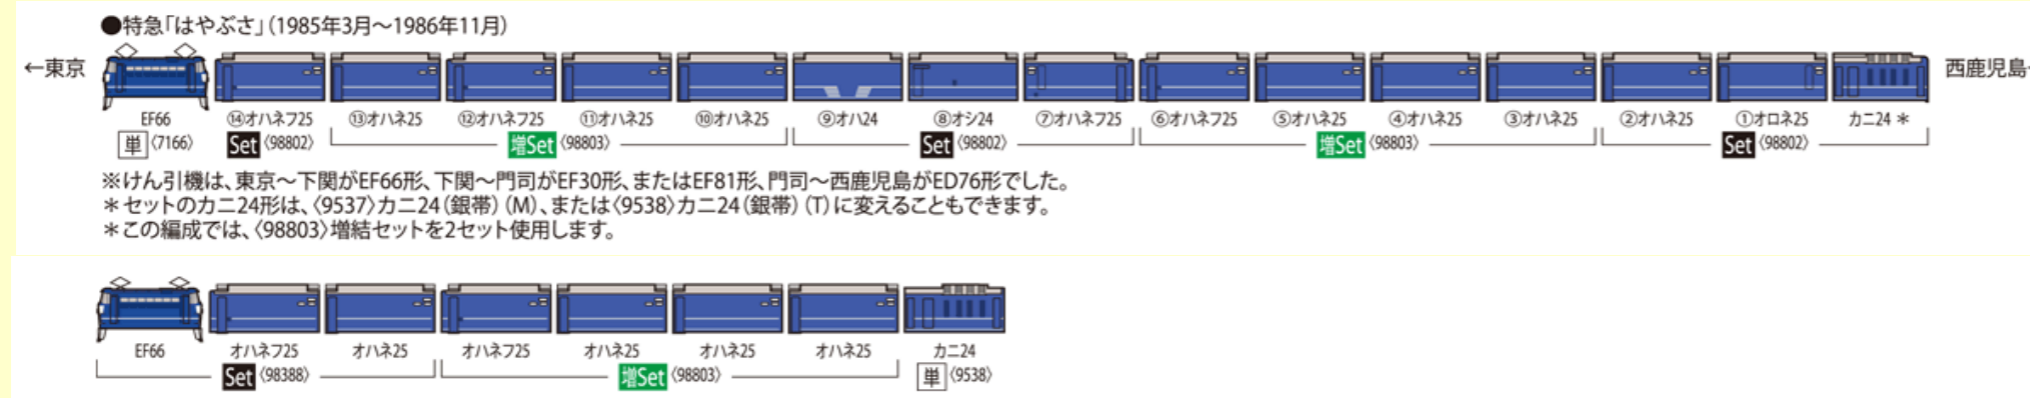 ●特急「はやぶさ」（1985年3月～1986年11月）
←東京
西鹿児島
EF66 ⑭オハネフ25 ⑬オハネ25 ⑫オハネフ25 ⑪オハネ25 ⑩オハネ25 ⑨オハ24 ⑧オシ24 ⑦オハネフ25 ⑥オハネフ25 ⑤オハネ25 ④オハネ25 ③オハネ25 ②オハネ25 ①オロネ25 カニ24 ＊
単〈7166〉 Set〈98802〉 増Set〈98803〉 Set〈98802〉 増Set〈98803〉 Set〈98802〉
※けん引機は、東京～下関がEF66形、下関～門司がEF30形、またはEF81形、門司～西鹿児島がED76形でした。
＊セットのカニ24形は、〈9537〉カニ24（銀帯）（M）、または〈9538〉カニ24（銀帯）（T）に変えることもできます。
＊この編成では、〈98803〉増結セットを2セット使用します。
EF66 オハネフ25 オハネ25 オハネフ25 オハネ25 オハネ25 オハネ25 カニ24
Set〈98388〉 増Set〈98803〉 単〈9538〉